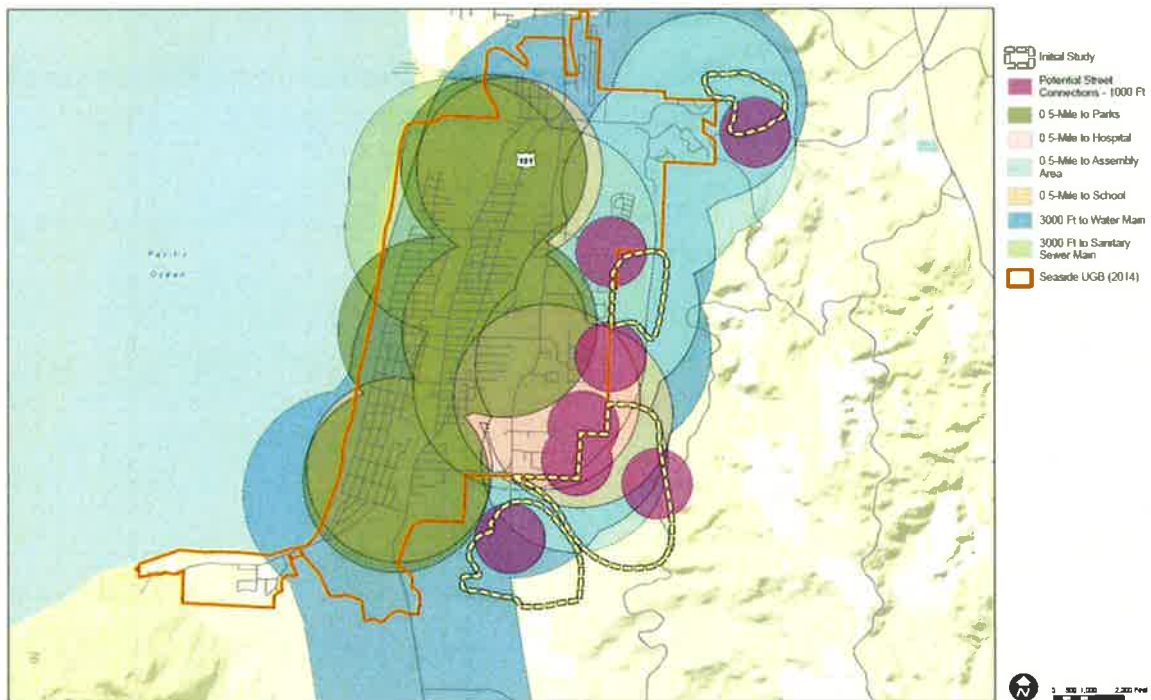 101
Pacific
Ocean
Initial Study
Potential Street
Connections - 1000 Ft
0.5-Mile to Parks
0.5-Mile to Hospital
0.5-Mile to Assembly
Area
0.5-Mile to School
3000 Ft to Water Main
3000 Ft to Sanitary
Sewer Main
Seaside UGB (2014)
N